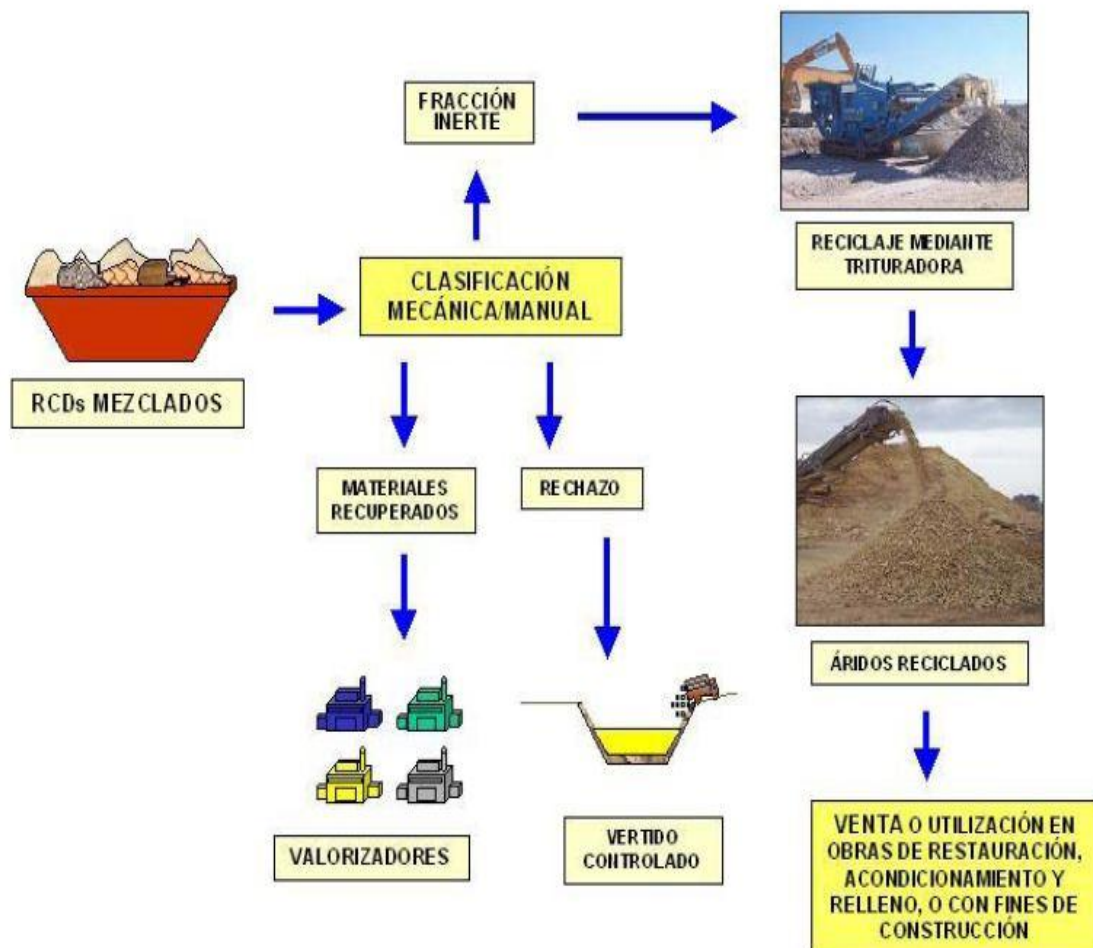 FRACCIÓN
INERTE
RECICLAJE MEDIANTE
TRITURADORA
CLASIFICACIÓN
MECÁNICA/MANUAL
RCDs MEZCLADOS
MATERIALES
RECUPERADOS
RECHAZO
ÁRIDOS RECICLADOS
VALORIZADORES
VERTIDO
CONTROLADO
VENTA O UTILIZACIÓN EN
OBRAS DE RESTAURACIÓN,
ACONDICIONAMIENTO Y
RELLENO, O CON FINES DE
CONSTRUCCIÓN